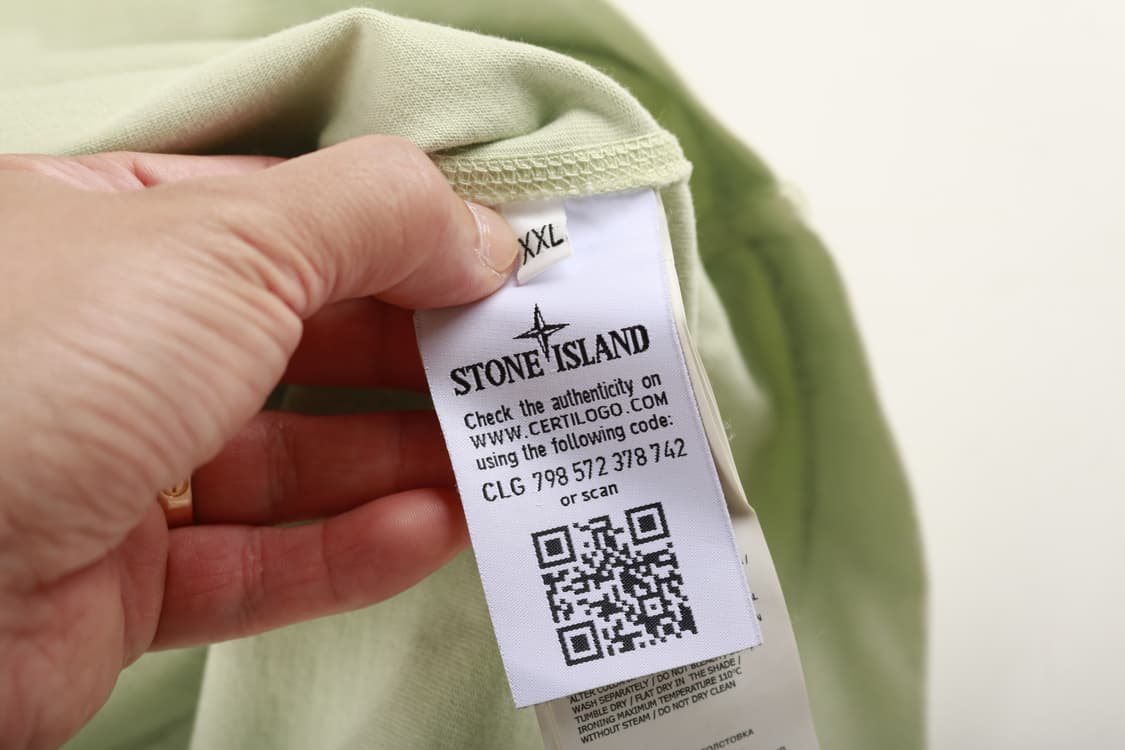 XXL
STONE ISLAND
Check the authenticity on
WWW.CERTILOGO.COM
using the following code:
CLG 798 572 378 742
or scan
WASH SEPARATELY / DO NOT BLEACH /
TUMBLE DRY / FLAT DRY IN THE SHADE /
IRONING MAXIMUM TEMPERATURE 110°C
WITHOUT STEAM / DO NOT DRY CLEAN